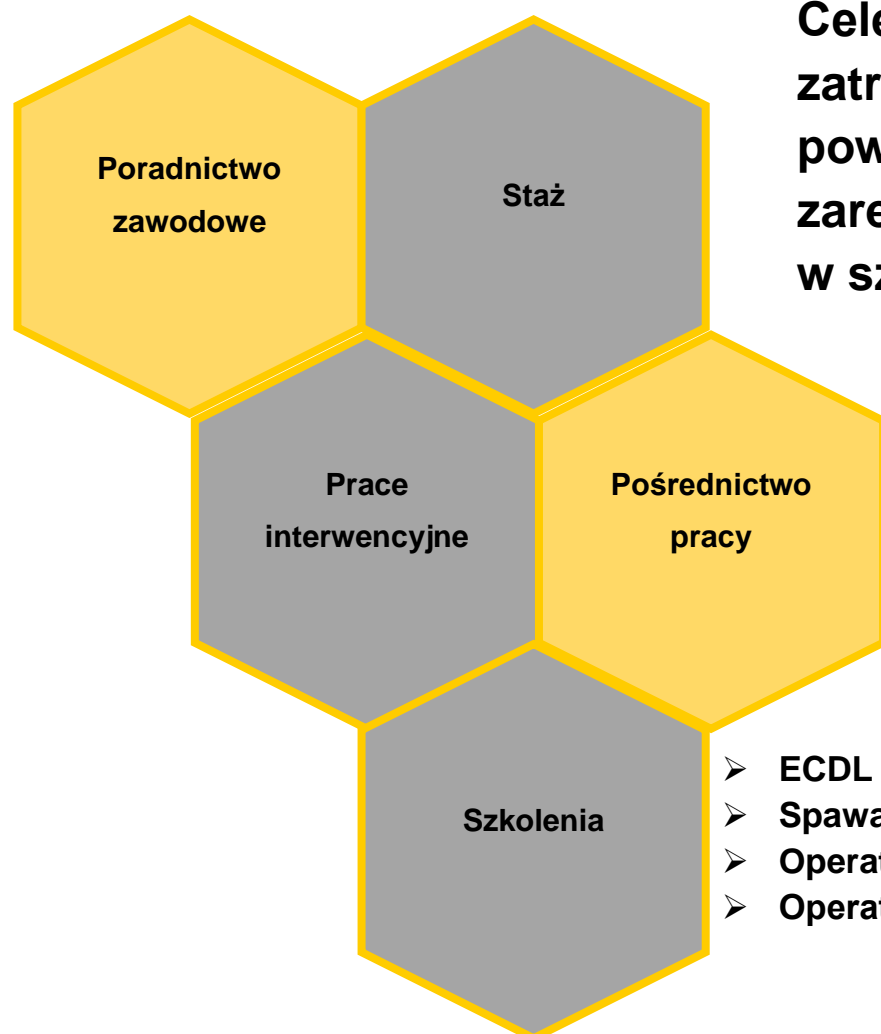 Poradnictwo
zawodowe
Staż
Cele
zatr
pow
zare
w sz
Prace
interwencyjne
Pośrednictwo
pracy
Szkolenia
➢ ECDL
➢ Spawa
➢ Operat
➢ Operat